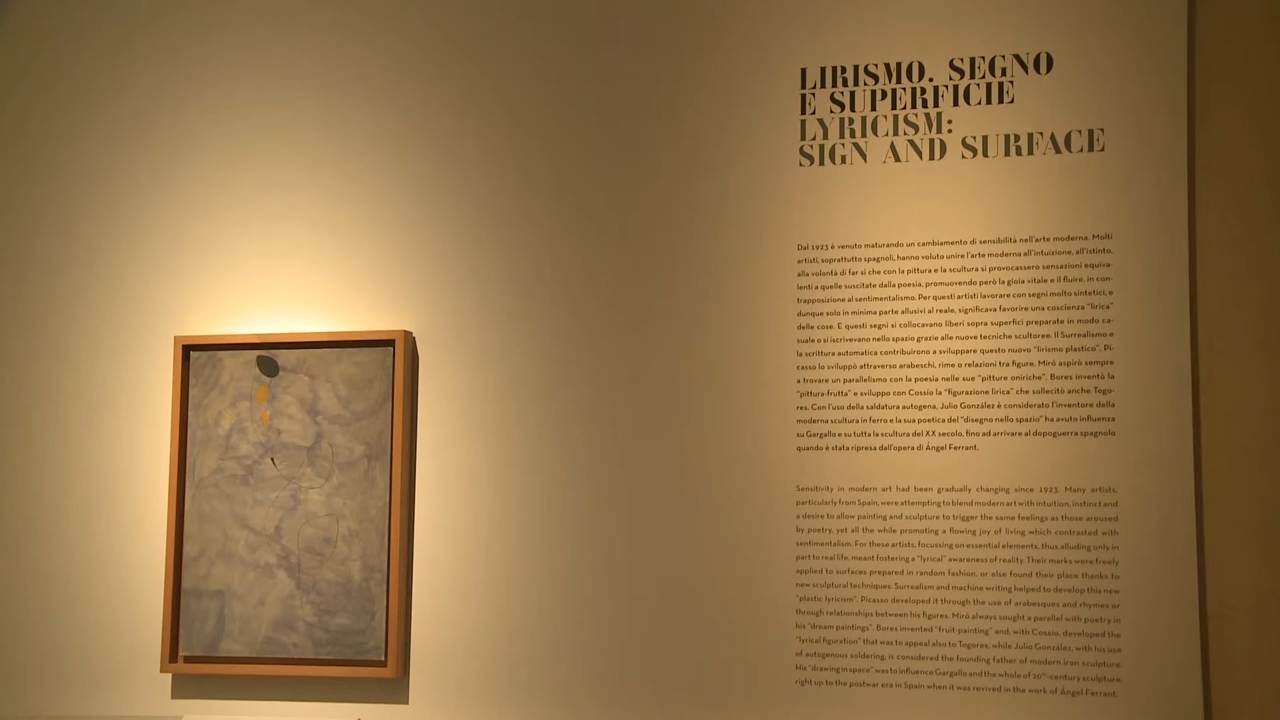 LIRISMO. SEGNO
E SUPERFICIE
LYRICISM:
SIGN AND SURFACE
Dal 1923 è venuto maturando un cambiamento di sensibilità nell'arte moderna. Molti
artisti, soprattutto spagnoli, hanno voluto unire l'arte moderna all'intuizione, all'istinto,
alla volontà di far sì che con la pittura e la scultura si provocassero sensazioni equiva-
lenti a quelle suscitate dalla poesia, promuovendo però la gioia vitale e il fluire, in con-
trapposizione al sentimentalismo. Per questi artisti lavorare con segni molto sintetici, e
dunque solo in minima parte allusivi al reale, significava favorire una coscienza "lirica"
delle cose. E questi segni si collocavano liberi sopra superfici preparate in modo ca-
suale o si iscrivevano nello spazio grazie alle nuove tecniche scultoree. Il Surrealismo e
la scrittura automatica contribuirono a sviluppare questo nuovo "lirismo plastico". Pi-
casso lo sviluppò attraverso arabeschi, rime o relazioni tra figure. Miró aspirò sempre
a trovare un parallelismo con la poesia nelle sue "pitture oniriche". Bores inventò la
"pittura-frutta" e sviluppò con Cossío la "figurazione lirica" che sollecitò anche Togo-
res. Con l'uso della saldatura autogena, Julio González è considerato l'inventore della
moderna scultura in ferro e la sua poetica del "disegno nello spazio" ha avuto influenza
su Gargallo e su tutta la scultura del XX secolo, fino ad arrivare al dopoguerra spagnolo
quando è stata ripresa dall'opera di Ángel Ferrant.
Sensitivity in modern art had been gradually changing since 1923. Many artists,
particularly from Spain, were attempting to blend modern art with intuition, instinct and
a desire to allow painting and sculpture to trigger the same feelings as those aroused
by poetry, yet all the while promoting a flowing joy of living which contrasted with
sentimentalism. For these artists, focussing on essential elements, thus alluding only in
part to real life, meant fostering a "lyrical" awareness of reality. Their marks were freely
applied to surfaces prepared in random fashion, or else found their place thanks to
new sculptural techniques. Surrealism and machine writing helped to develop this new
"plastic lyricism". Picasso developed it through the use of arabesques and rhymes or
through relationships between his figures. Miró always sought a parallel with poetry in
his "dream paintings". Bores invented "fruit-painting" and, with Cossío, developed the
"lyrical figuration" that was to appeal also to Togores, while Julio González, with his use
of autogenous soldering, is considered the founding father of modern iron sculpture.
His "drawing in space" was to influence Gargallo and the whole of 20th-century sculpture,
right up to the postwar era in Spain when it was revived in the work of Ángel Ferrant.